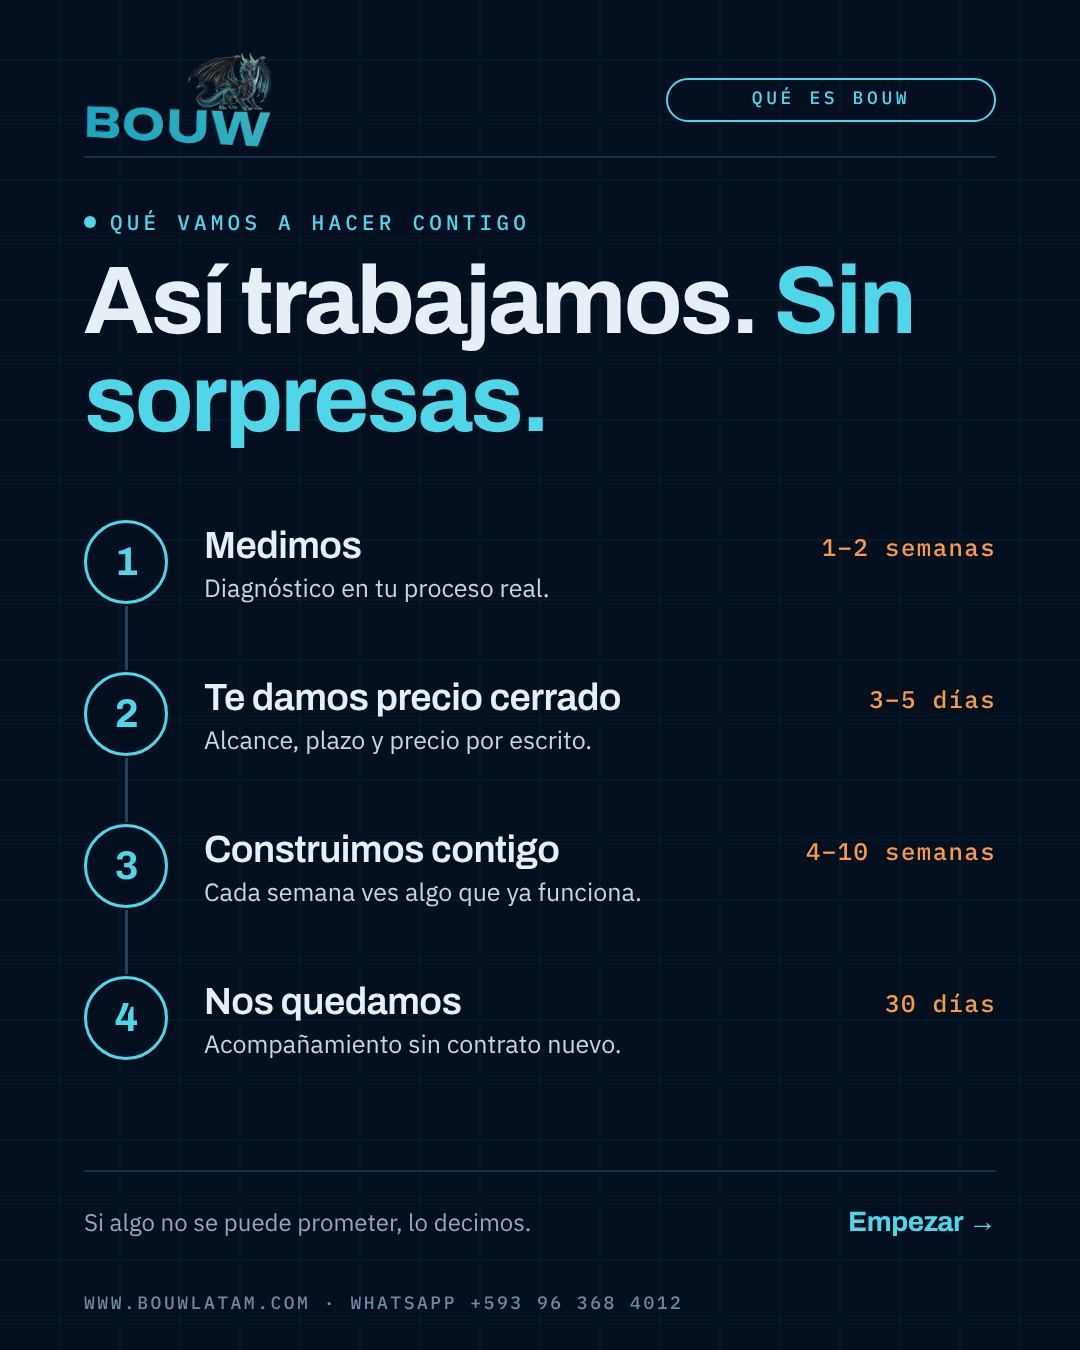 BOUW
QUÉ ES BOUW
QUÉ VAMOS A HACER CONTIGO
Así trabajamos. Sin
sorpresas.
1
Medimos
1–2 semanas
Diagnóstico en tu proceso real.
2
Te damos precio cerrado
3–5 días
Alcance, plazo y precio por escrito.
3
Construimos contigo
4–10 semanas
Cada semana ves algo que ya funciona.
4
Nos quedamos
30 días
Acompañamiento sin contrato nuevo.
Si algo no se puede prometer, lo decimos.
Empezar →
WWW.BOUWLATAM.COM · WHATSAPP +593 96 368 4012